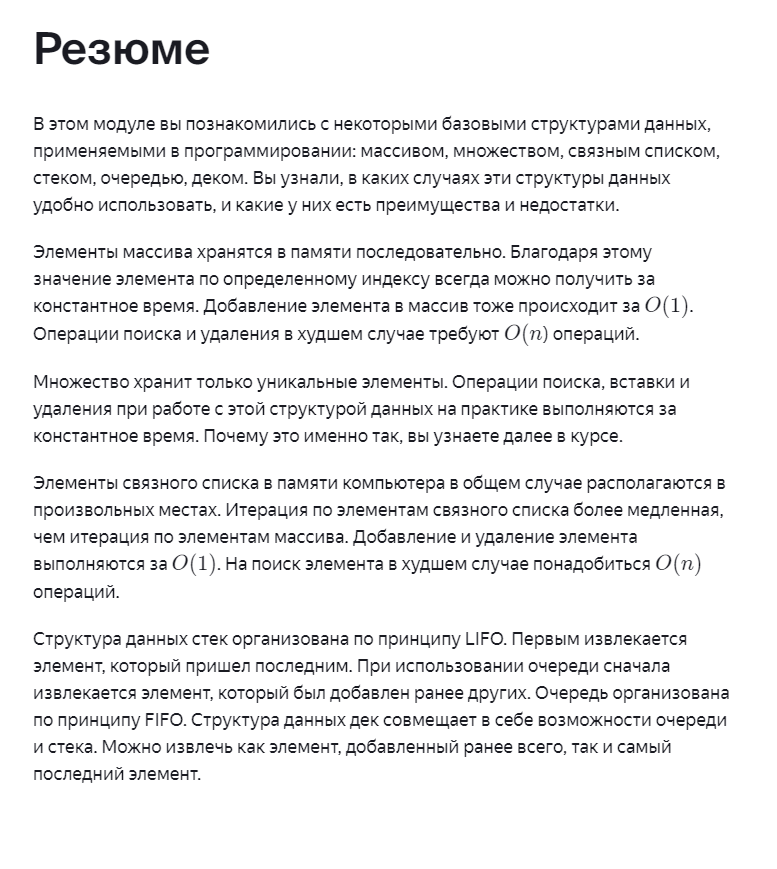 Резюме
В этом модуле вы познакомились с некоторыми базовыми структурами данных,
применяемыми в программировании: массивом, множеством, связным списком,
стеком, очередью, деком. Вы узнали, в каких случаях эти структуры данных
удобно использовать, и какие у них есть преимущества и недостатки.
Элементы массива хранятся в памяти последовательно. Благодаря этому
значение элемента по определенному индексу всегда можно получить за
константное время. Добавление элемента в массив тоже происходит за O(1).
Операции поиска и удаления в худшем случае требуют O(n) операций.
Множество хранит только уникальные элементы. Операции поиска, вставки и
удаления при работе с этой структурой данных на практике выполняются за
константное время. Почему это именно так, вы узнаете далее в курсе.
Элементы связного списка в памяти компьютера в общем случае располагаются в
произвольных местах. Итерация по элементам связного списка более медленная,
чем итерация по элементам массива. Добавление и удаление элемента
выполняются за O(1). На поиск элемента в худшем случае понадобиться O(n)
операций.
Структура данных стек организована по принципу LIFO. Первым извлекается
элемент, который пришел последним. При использовании очереди сначала
извлекается элемент, который был добавлен ранее других. Очередь организована
по принципу FIFO. Структура данных дек совмещает в себе возможности очереди
и стека. Можно извлечь как элемент, добавленный ранее всего, так и самый
последний элемент.